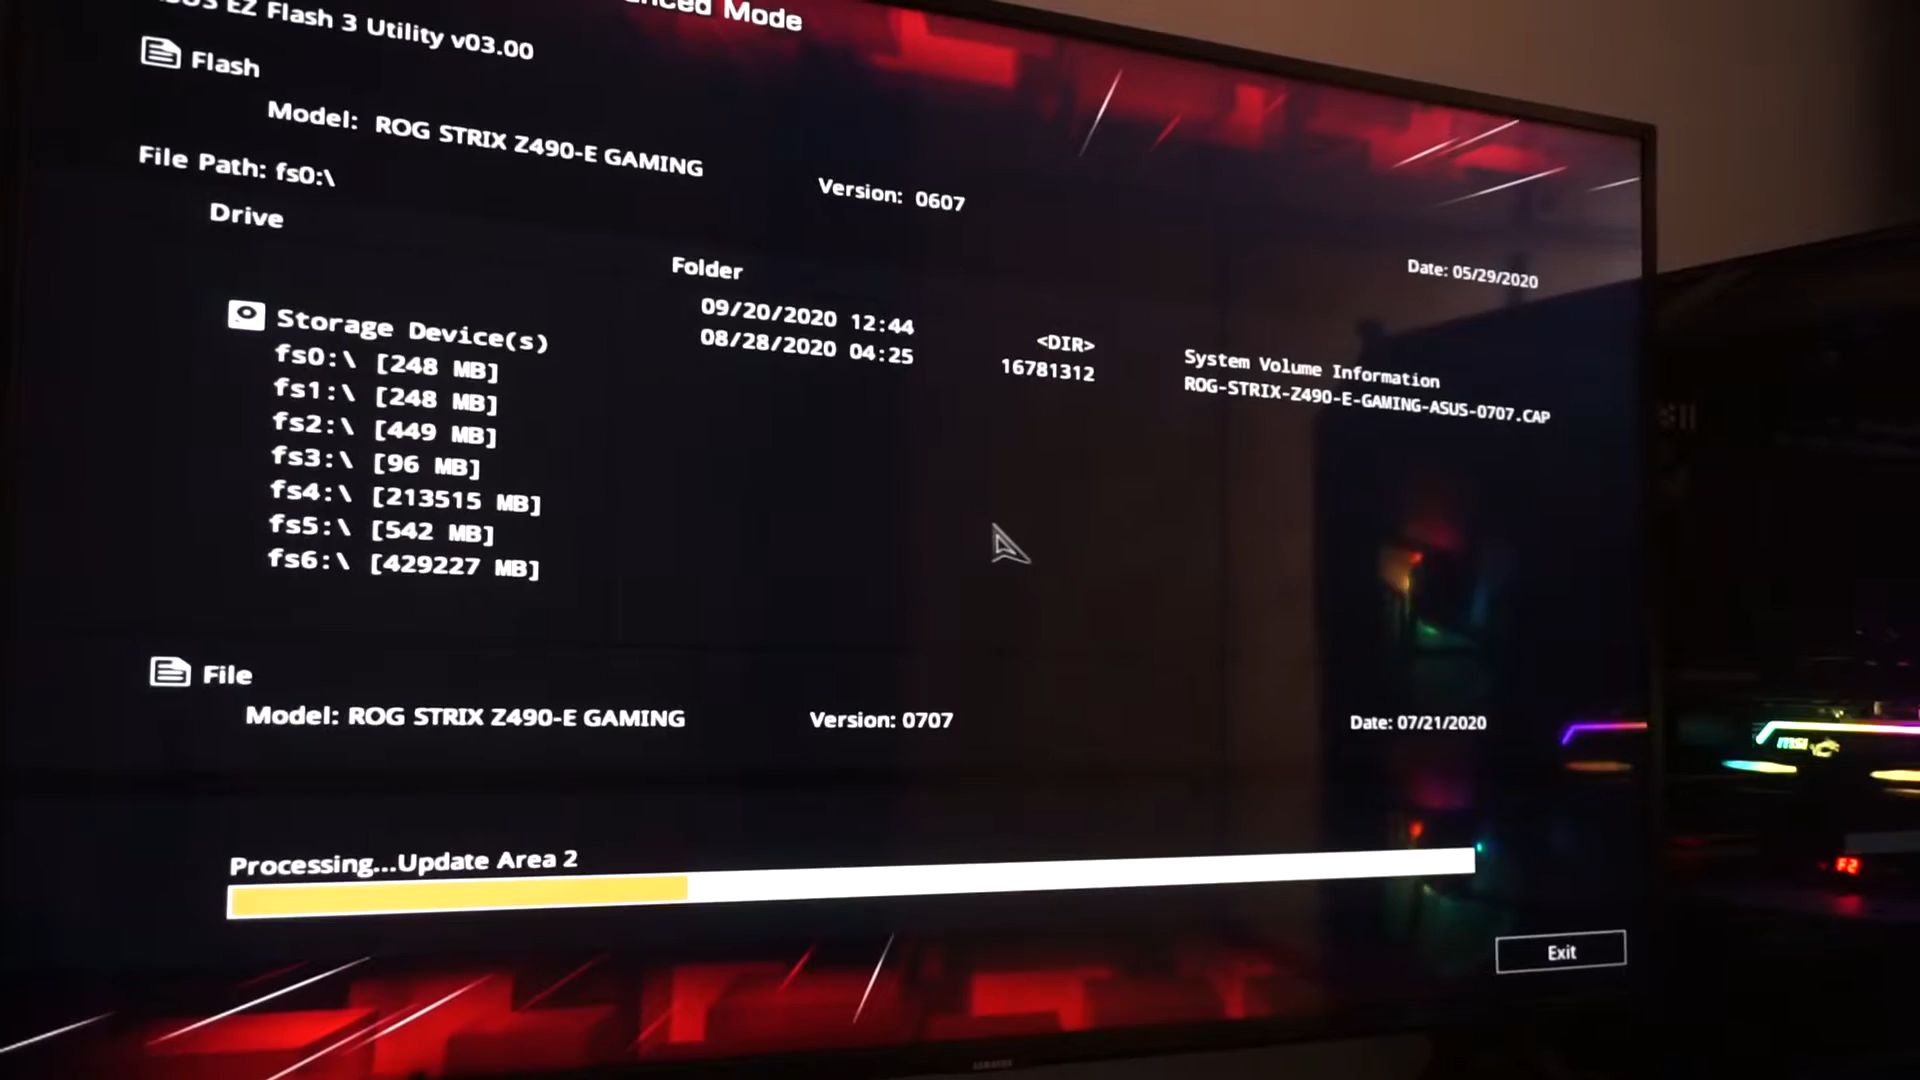 EZ Flash 3 Utility v03.00
Mode
Flash
Model: ROG STRIX Z490-E GAMING
Version: 0607
Date: 05/29/2020
File Path: fs0:\
Drive
Folder
Storage Device(s)
fs0:\ [248 MB]
fs1:\ [248 MB]
fs2:\ [449 MB]
fs3:\ [96 MB]
fs4:\ [213515 MB]
fs5:\ [542 MB]
fs6:\ [429227 MB]
09/20/2020 12:44 <DIR> System Volume Information
08/28/2020 04:25 16781312 ROG-STRIX-Z490-E-GAMING-ASUS-0707.CAP
File
Model: ROG STRIX Z490-E GAMING
Version: 0707
Date: 07/21/2020
Processing...Update Area 2
Exit
SAMSUNG
msi
F2